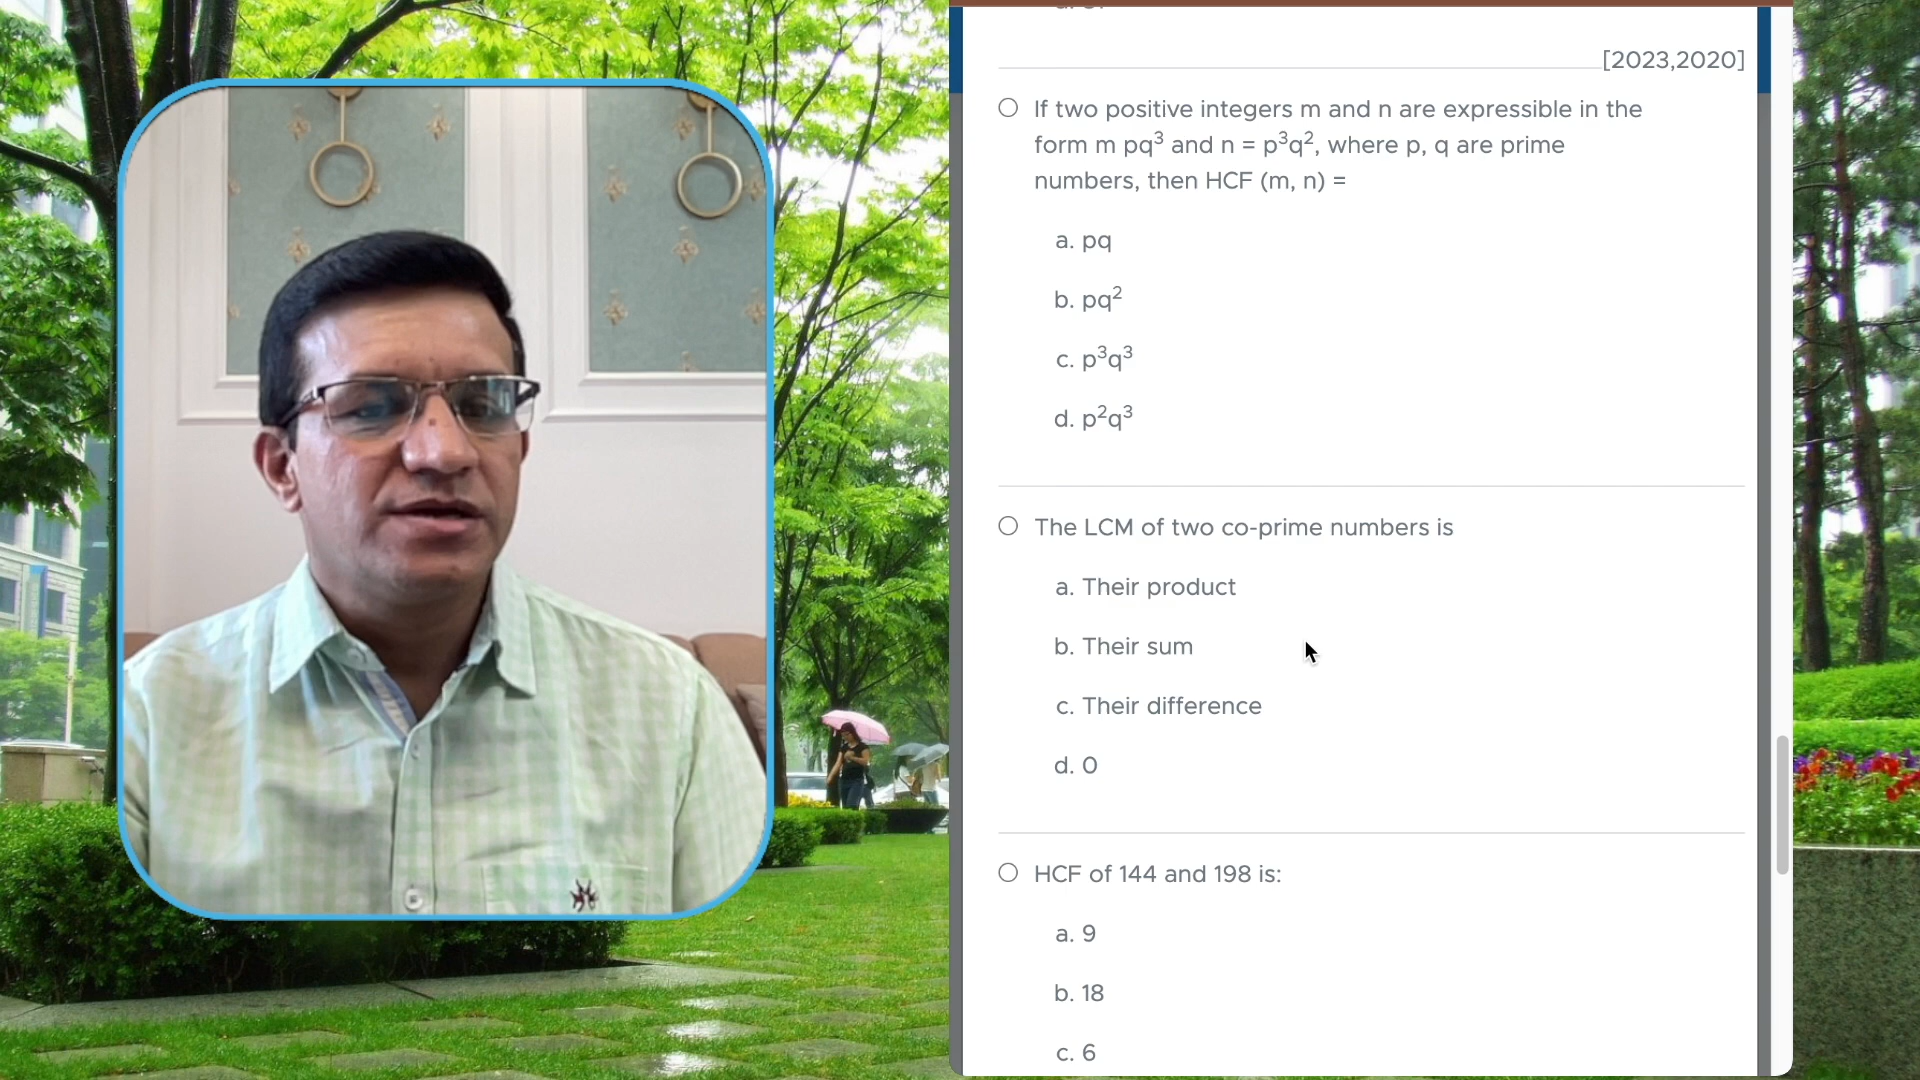 [2023,2020]
If two positive integers m and n are expressible in the
form m pq³ and n = p³q², where p, q are prime
numbers, then HCF (m, n) =
a. pq
b. pq²
c. p³q³
d. p²q³
The LCM of two co-prime numbers is
a. Their product
b. Their sum
c. Their difference
d. 0
HCF of 144 and 198 is:
a. 9
b. 18
c. 6